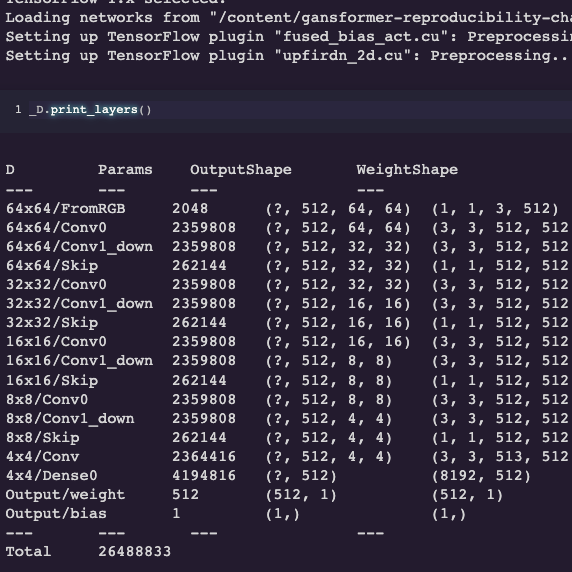 TensorFlow 1.x selected.
Loading networks from "/content/gansformer-reproducibility-cha
Setting up TensorFlow plugin "fused_bias_act.cu": Preprocessin
Setting up TensorFlow plugin "upfirdn_2d.cu": Preprocessing..
1 _D.print_layers()
D Params OutputShape WeightShape
--- --- --- ---
64x64/FromRGB 2048 (?, 512, 64, 64) (1, 1, 3, 512)
64x64/Conv0 2359808 (?, 512, 64, 64) (3, 3, 512, 512
64x64/Conv1_down 2359808 (?, 512, 32, 32) (3, 3, 512, 512
64x64/Skip 262144 (?, 512, 32, 32) (1, 1, 512, 512
32x32/Conv0 2359808 (?, 512, 32, 32) (3, 3, 512, 512
32x32/Conv1_down 2359808 (?, 512, 16, 16) (3, 3, 512, 512
32x32/Skip 262144 (?, 512, 16, 16) (1, 1, 512, 512
16x16/Conv0 2359808 (?, 512, 16, 16) (3, 3, 512, 512
16x16/Conv1_down 2359808 (?, 512, 8, 8) (3, 3, 512, 512
16x16/Skip 262144 (?, 512, 8, 8) (1, 1, 512, 512
8x8/Conv0 2359808 (?, 512, 8, 8) (3, 3, 512, 512
8x8/Conv1_down 2359808 (?, 512, 4, 4) (3, 3, 512, 512
8x8/Skip 262144 (?, 512, 4, 4) (1, 1, 512, 512
4x4/Conv 2364416 (?, 512, 4, 4) (3, 3, 513, 512
4x4/Dense0 4194816 (?, 512) (8192, 512)
Output/weight 512 (512, 1) (512, 1)
Output/bias 1 (1,) (1,)
--- --- --- ---
Total 26488833